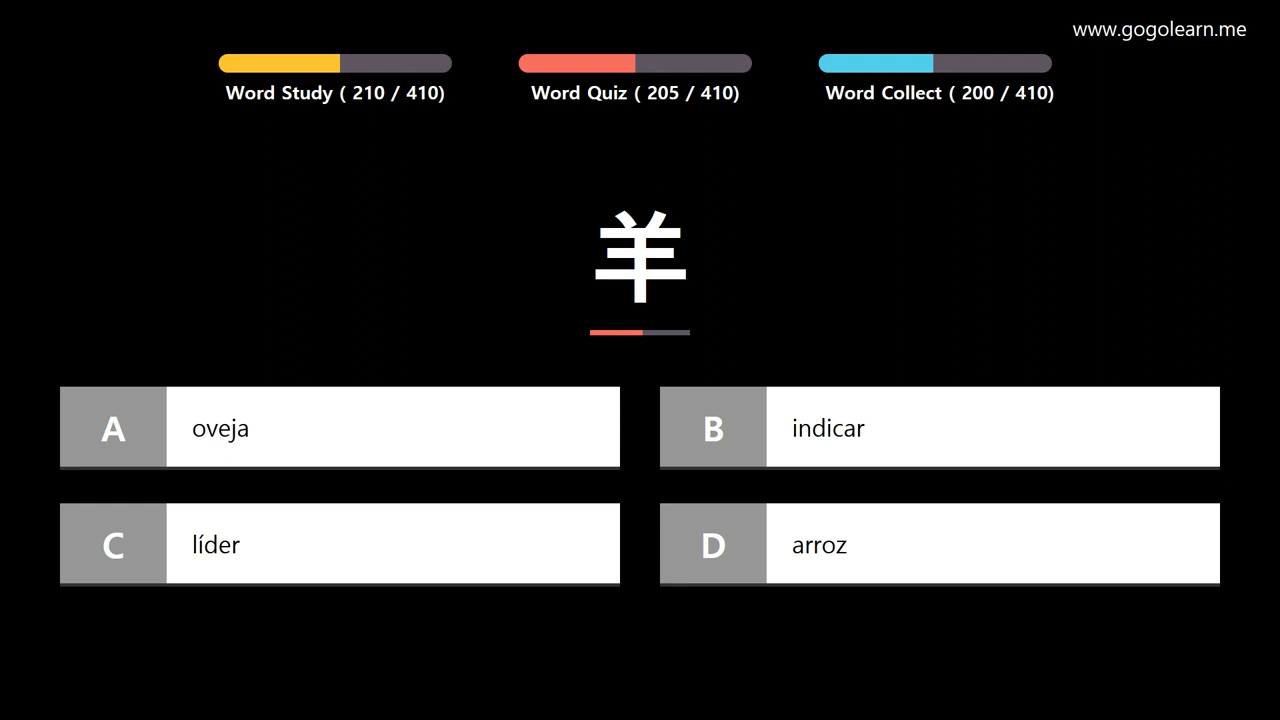 www.gogolearn.me
Word Study ( 210 / 410)
Word Quiz ( 205 / 410)
Word Collect ( 200 / 410)
羊
A oveja
B indicar
C líder
D arroz